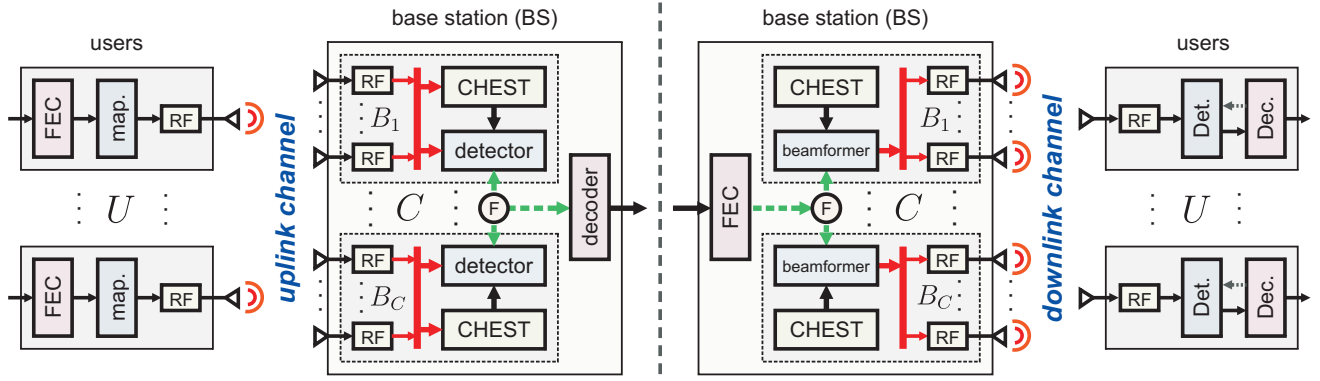 users
FEC
map.
RF
U
FEC
map.
RF
uplink channel
base station (BS)
RF
B1
RF
CHEST
detector
C
F
decoder
RF
BC
RF
detector
CHEST
base station (BS)
FEC
CHEST
beamformer
RF
B1
RF
F
C
beamformer
CHEST
RF
BC
RF
downlink channel
users
RF
Det.
Dec.
U
RF
Det.
Dec.